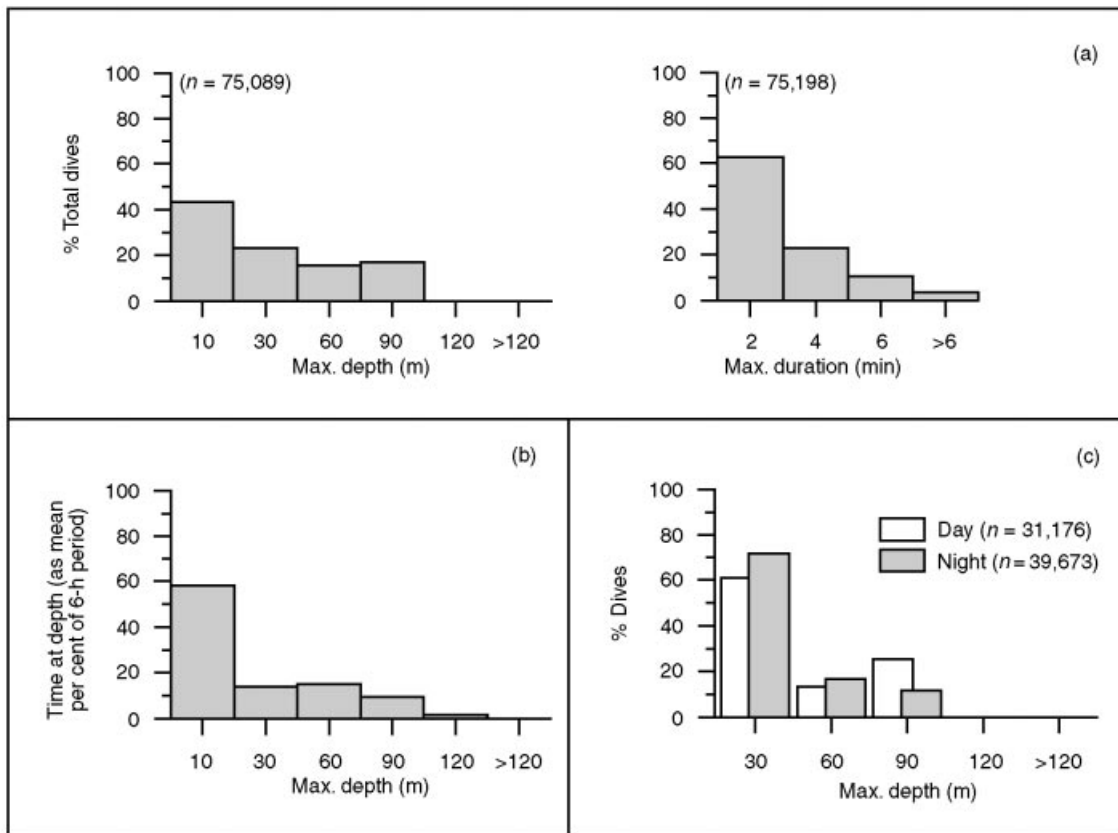 (a)
(n = 75,089)
100
80
60
40
20
0
% Total dives
10 30 60 90 120 >120
Max. depth (m)
(n = 75,198)
100
80
60
40
20
0
2 4 6 >6
Max. duration (min)
(b)
100
80
60
40
20
0
Time at depth (as mean
per cent of 6-h period)
10 30 60 90 120 >120
Max. depth (m)
(c)
100
80
60
40
20
0
% Dives
Day (n = 31,176)
Night (n = 39,673)
30 60 90 120 >120
Max. depth (m)